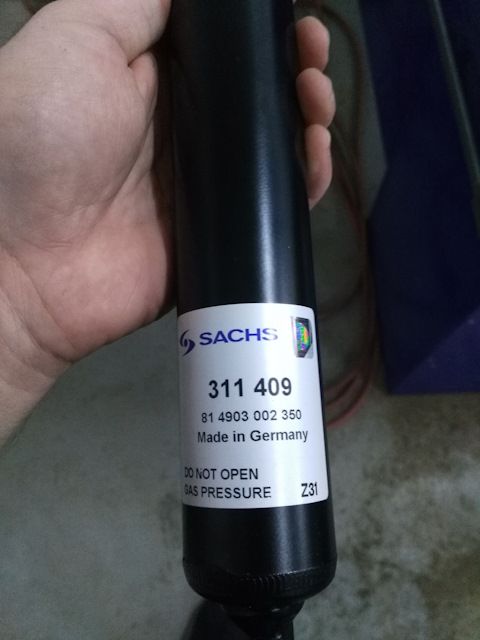 SACHS
311 409
81 4903 002 350
Made in Germany
DO NOT OPEN
GAS PRESSURE Z31